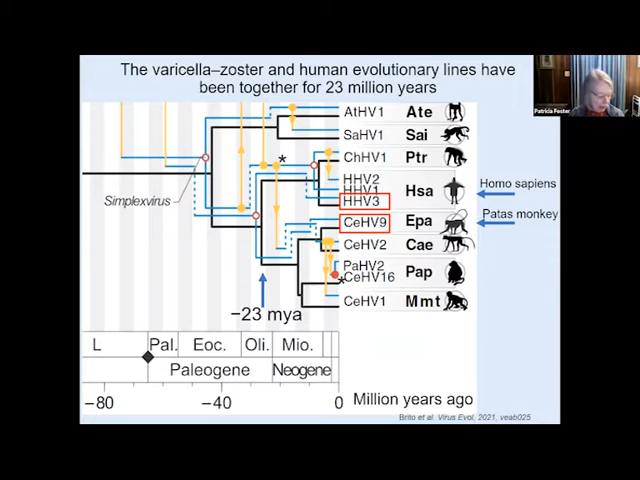 The varicella–zoster and human evolutionary lines have
been together for 23 million years
Patricia Foster
AtHV1 Ate
SaHV1 Sai
*
ChHV1 Ptr
HHV2
HHV1 Hsa
HHV3
Homo sapiens
Simplexvirus
CeHV9 Epa
Patas monkey
CeHV2 Cae
PaHV2
*CeHV16 Pap
CeHV1 Mmt
−23 mya
L Pal. Eoc. Oli. Mio.
Paleogene Neogene
−80 −40 0 Million years ago
Brito et al. Virus Evol, 2021, veab025